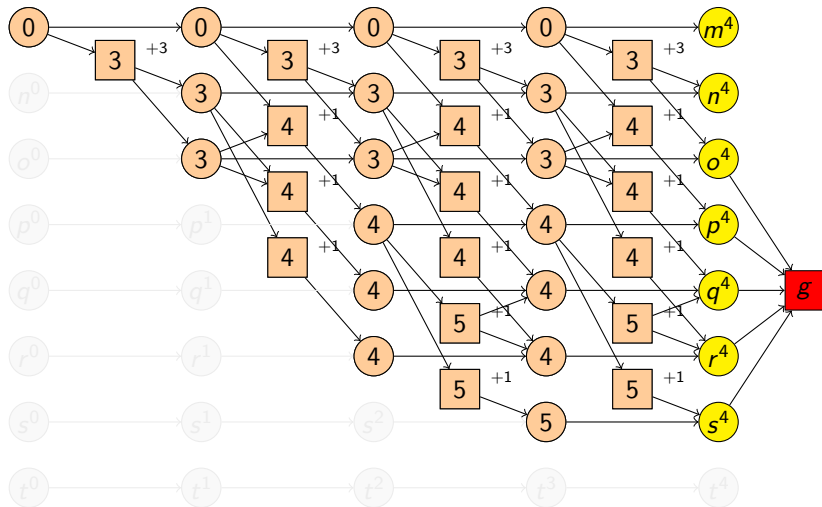 0 0 0 0 m⁴
3 +3 3 +3 3 +3 3 +3
n⁰ 3 3 3 n⁴
4 +1 4 +1 4 +1
o⁰ 3 3 3 o⁴
4 +1 4 +1 4 +1
p⁰ p¹ 4 4 p⁴
4 +1 4 4
q⁰ q¹ 4 4 q⁴ g
5 +1 5 +1
r⁰ r¹ 4 4 r⁴
5 +1 5 +1
s⁰ s¹ s² 5 s⁴
t⁰ t¹ t² t³ t⁴